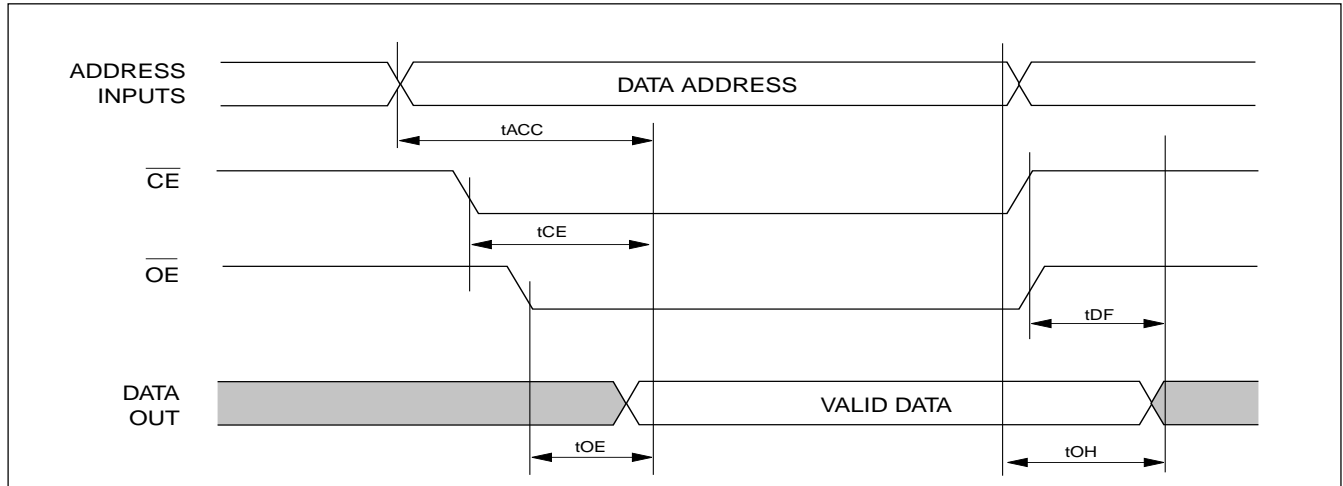 ADDRESS
INPUTS
DATA ADDRESS
tACC
CE
tCE
OE
tDF
DATA
OUT
VALID DATA
tOE
tOH